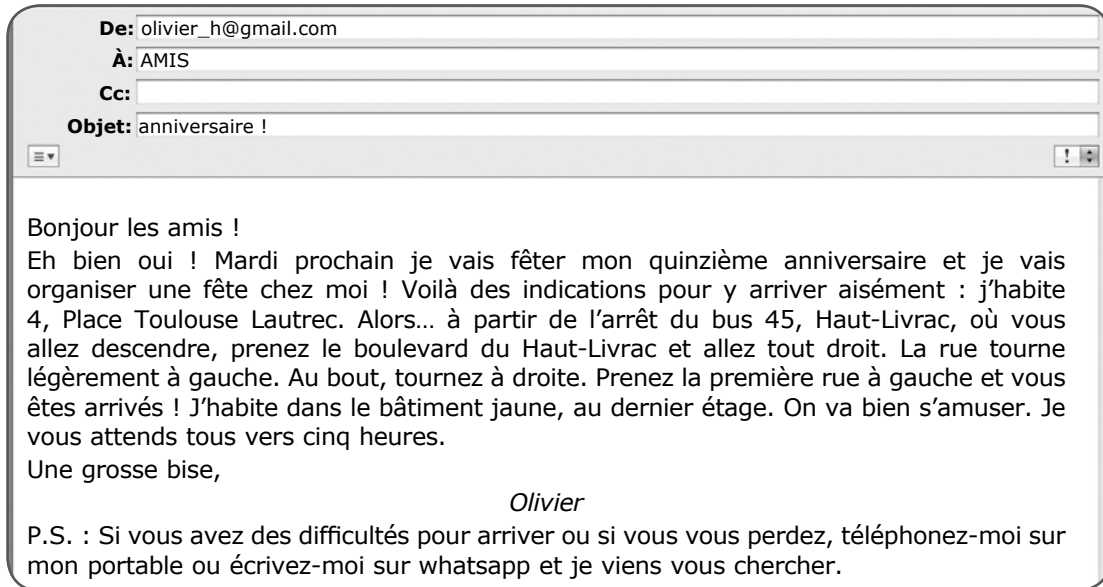 De: olivier_h@gmail.com
À: AMIS
Cc:
Objet: anniversaire !
!
Bonjour les amis !
Eh bien oui ! Mardi prochain je vais fêter mon quinzième anniversaire et je vais
organiser une fête chez moi ! Voilà des indications pour y arriver aisément : j’habite
4, Place Toulouse Lautrec. Alors… à partir de l’arrêt du bus 45, Haut-Livrac, où vous
allez descendre, prenez le boulevard du Haut-Livrac et allez tout droit. La rue tourne
légèrement à gauche. Au bout, tournez à droite. Prenez la première rue à gauche et vous
êtes arrivés ! J’habite dans le bâtiment jaune, au dernier étage. On va bien s’amuser. Je
vous attends tous vers cinq heures.
Une grosse bise,
Olivier
P.S. : Si vous avez des difficultés pour arriver ou si vous vous perdez, téléphonez-moi sur
mon portable ou écrivez-moi sur whatsapp et je viens vous chercher.